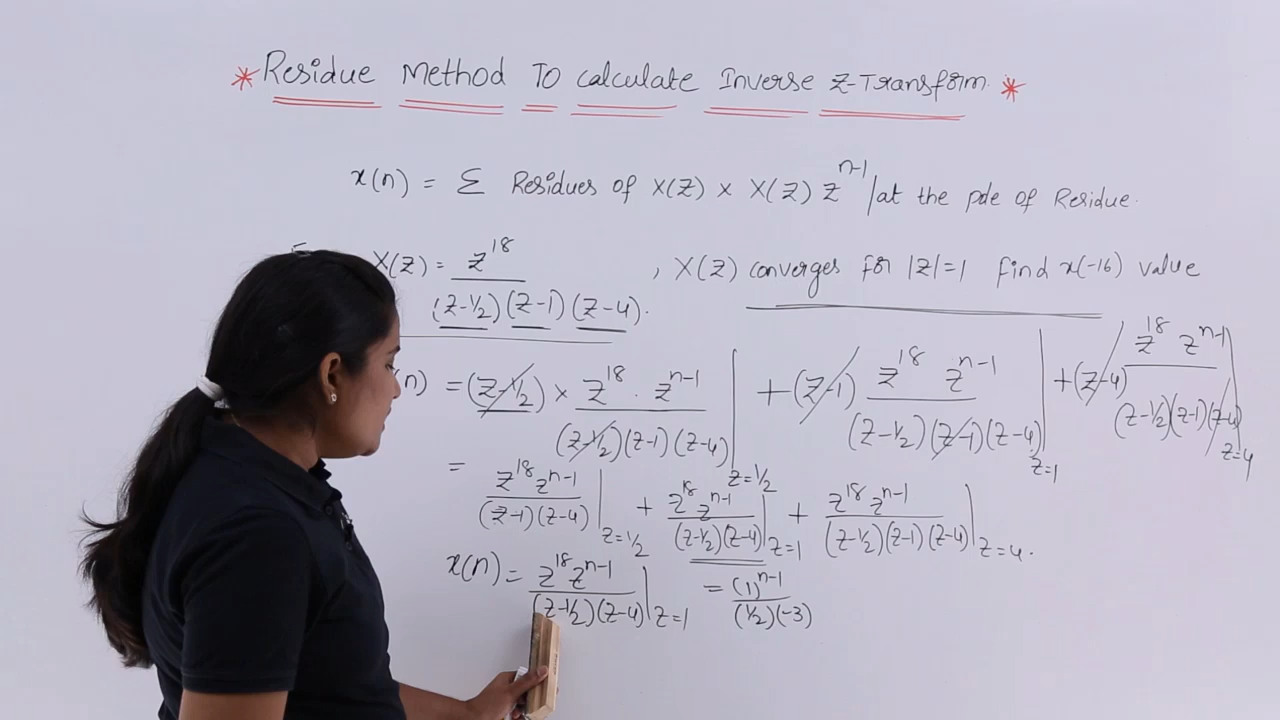 * Residue Method To calculate Inverse z-Transform *
x(n) = Σ Residues of X(z) × X(z) z^{n-1} / at the pole of Residue.
X(z) = z^{18} / (z-1/2)(z-1)(z-4) . , X(z) converges for |z|=1 find x(-16) value
(n) = (z-1/2) × z^{18} . z^{n-1} / (z-1/2)(z-1)(z-4) | z=1/2 + (z-1) z^{18} z^{n-1} / (z-1/2)(z-1)(z-4) | z=1 + (z-4) z^{18} z^{n-1} / (z-1/2)(z-1)(z-4) | z=4
= z^{18} z^{n-1} / (z-1)(z-4) | z=1/2 + z^{18} z^{n-1} / (z-1/2)(z-4) | z=1 + z^{18} z^{n-1} / (z-1/2)(z-1)(z-4) | z=4.
x(n) = z^{18} z^{n-1} / (z-1/2)(z-4) | z=1 = (1)^{n-1} / (1/2)(-3)